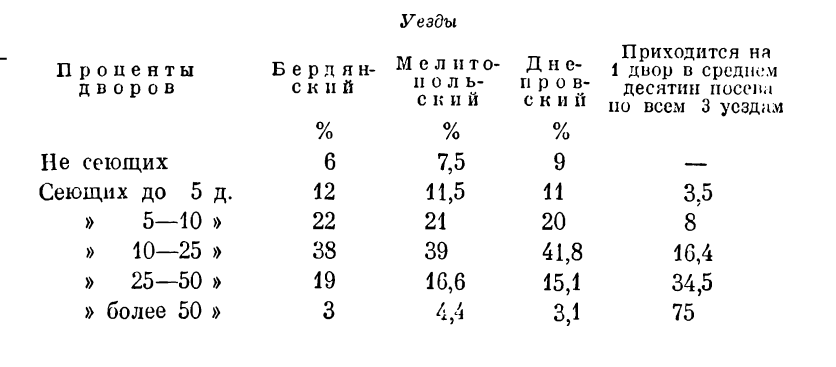 Уезды
Проценты дворов Бердянский Мелитопольский Днепровский Приходится на 1 двор в среднем десятин посева по всем 3 уездам
% % %
Не сеющих 6 7,5 9 —
Сеющих до 5 д. 12 11,5 11 3,5
» 5—10 » 22 21 20 8
» 10—25 » 38 39 41,8 16,4
» 25—50 » 19 16,6 15,1 34,5
» более 50 » 3 4,4 3,1 75